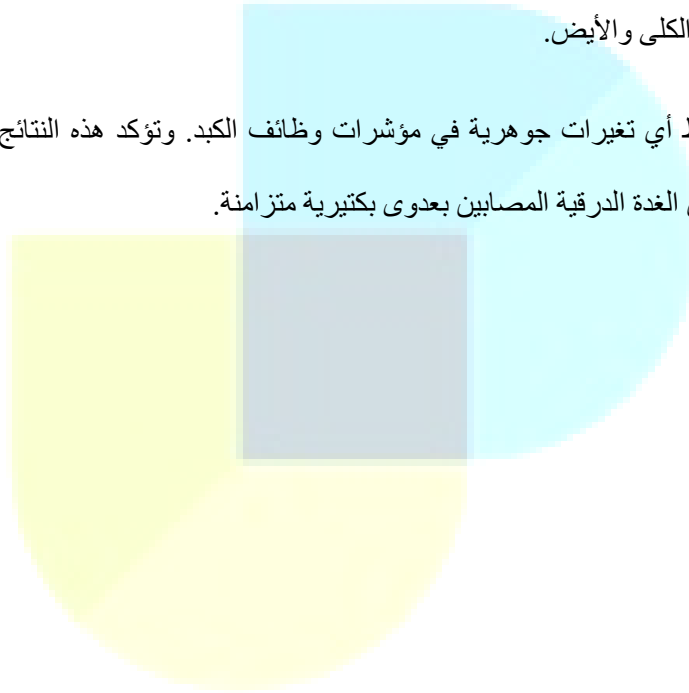 الكلى والأيض.
أي تغيرات جوهرية في مؤشرات وظائف الكبد. وتؤكد هذه النتائج
الغدة الدرقية المصابين بعدوى بكتيرية متزامنة.